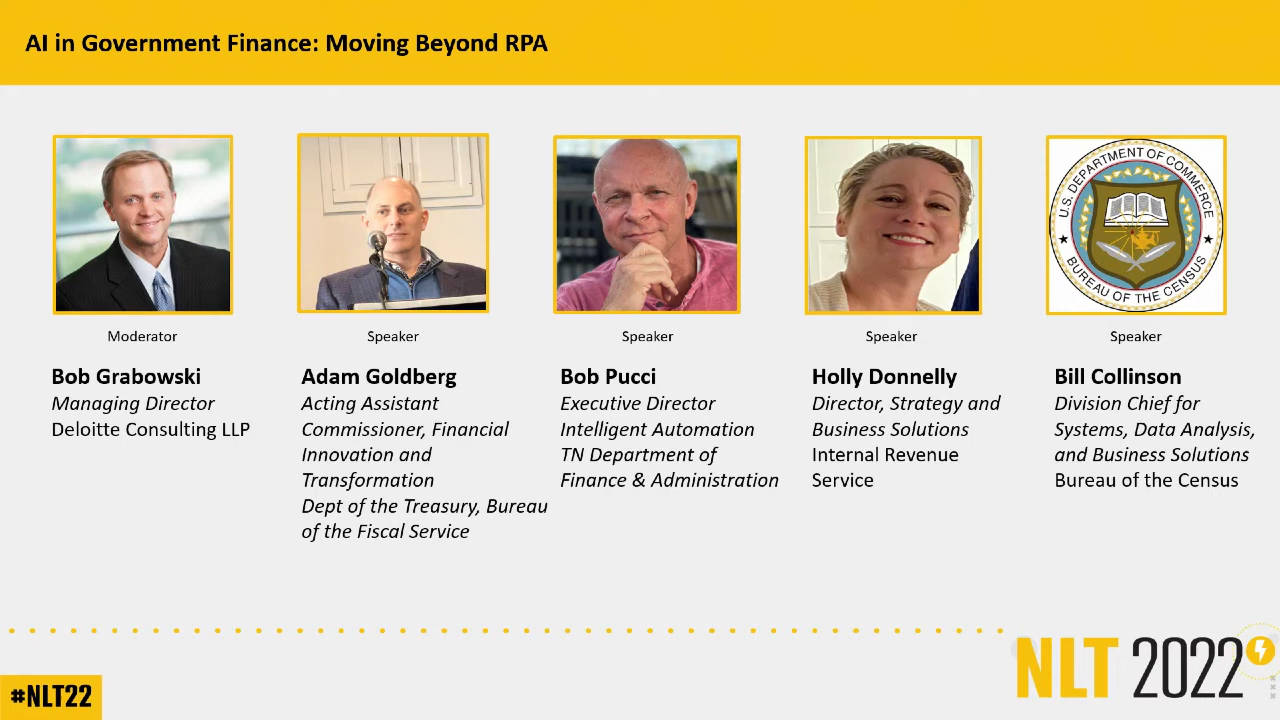 AI in Government Finance: Moving Beyond RPA
Moderator
Bob Grabowski
Managing Director
Deloitte Consulting LLP
Speaker
Adam Goldberg
Acting Assistant
Commissioner, Financial
Innovation and
Transformation
Dept of the Treasury, Bureau
of the Fiscal Service
Speaker
Bob Pucci
Executive Director
Intelligent Automation
TN Department of
Finance & Administration
Speaker
Holly Donnelly
Director, Strategy and
Business Solutions
Internal Revenue
Service
U.S. DEPARTMENT OF COMMERCE
BUREAU OF THE CENSUS
Speaker
Bill Collinson
Division Chief for
Systems, Data Analysis,
and Business Solutions
Bureau of the Census
#NLT22
NLT 2022